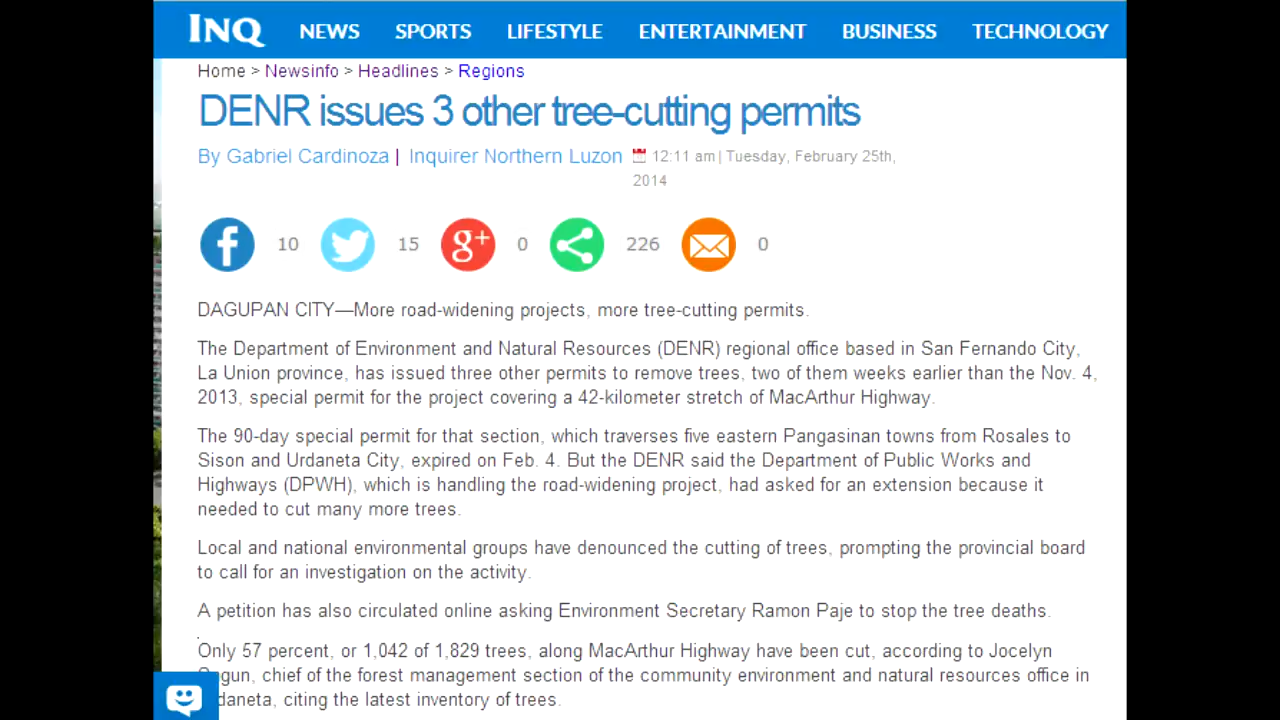 INQ NEWS SPORTS LIFESTYLE ENTERTAINMENT BUSINESS TECHNOLOGY
Home > Newsinfo > Headlines > Regions
DENR issues 3 other tree-cutting permits
By Gabriel Cardinoza | Inquirer Northern Luzon 12:11 am | Tuesday, February 25th,
2014
10 15 g+ 0 226 0
DAGUPAN CITY—More road-widening projects, more tree-cutting permits.
The Department of Environment and Natural Resources (DENR) regional office based in San Fernando City,
La Union province, has issued three other permits to remove trees, two of them weeks earlier than the Nov. 4,
2013, special permit for the project covering a 42-kilometer stretch of MacArthur Highway.
The 90-day special permit for that section, which traverses five eastern Pangasinan towns from Rosales to
Sison and Urdaneta City, expired on Feb. 4. But the DENR said the Department of Public Works and
Highways (DPWH), which is handling the road-widening project, had asked for an extension because it
needed to cut many more trees.
Local and national environmental groups have denounced the cutting of trees, prompting the provincial board
to call for an investigation on the activity.
A petition has also circulated online asking Environment Secretary Ramon Paje to stop the tree deaths.
Only 57 percent, or 1,042 of 1,829 trees, along MacArthur Highway have been cut, according to Jocelyn
chief of the forest management section of the community environment and natural resources office in
citing the latest inventory of trees.